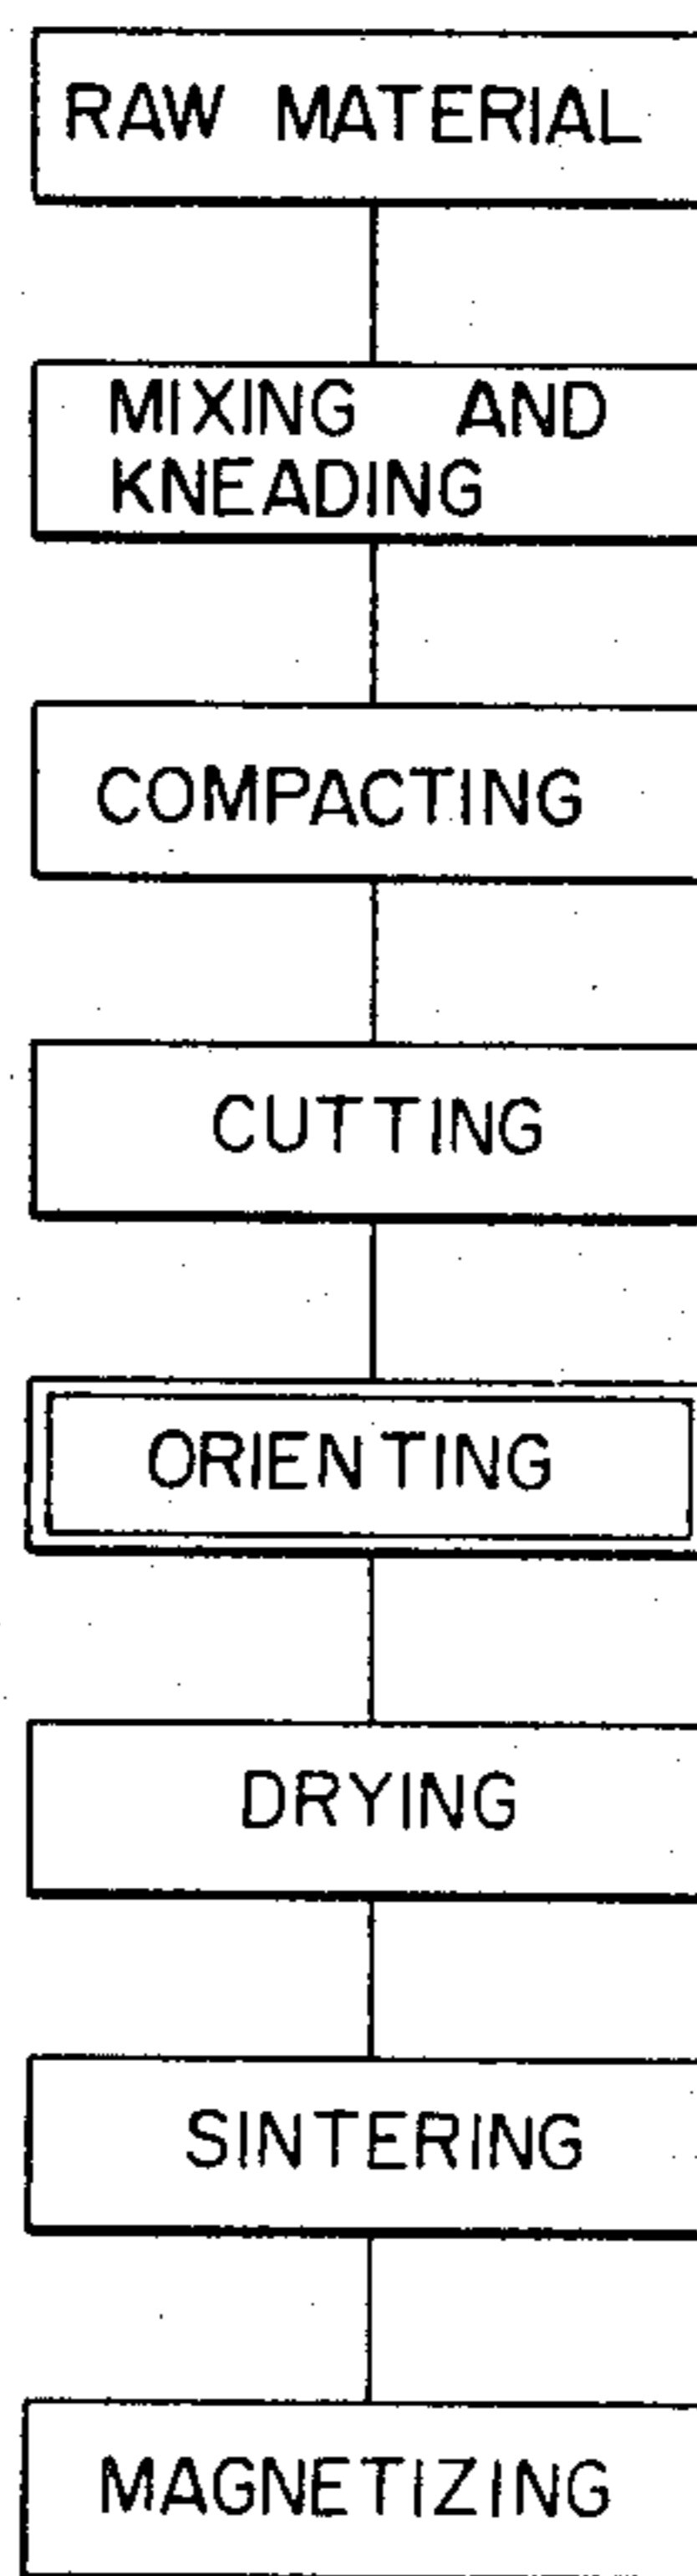 RAW MATERIAL
MIXING AND
KNEADING
COMPACTING
CUTTING
ORIENTING
DRYING
SINTERING
MAGNETIZING